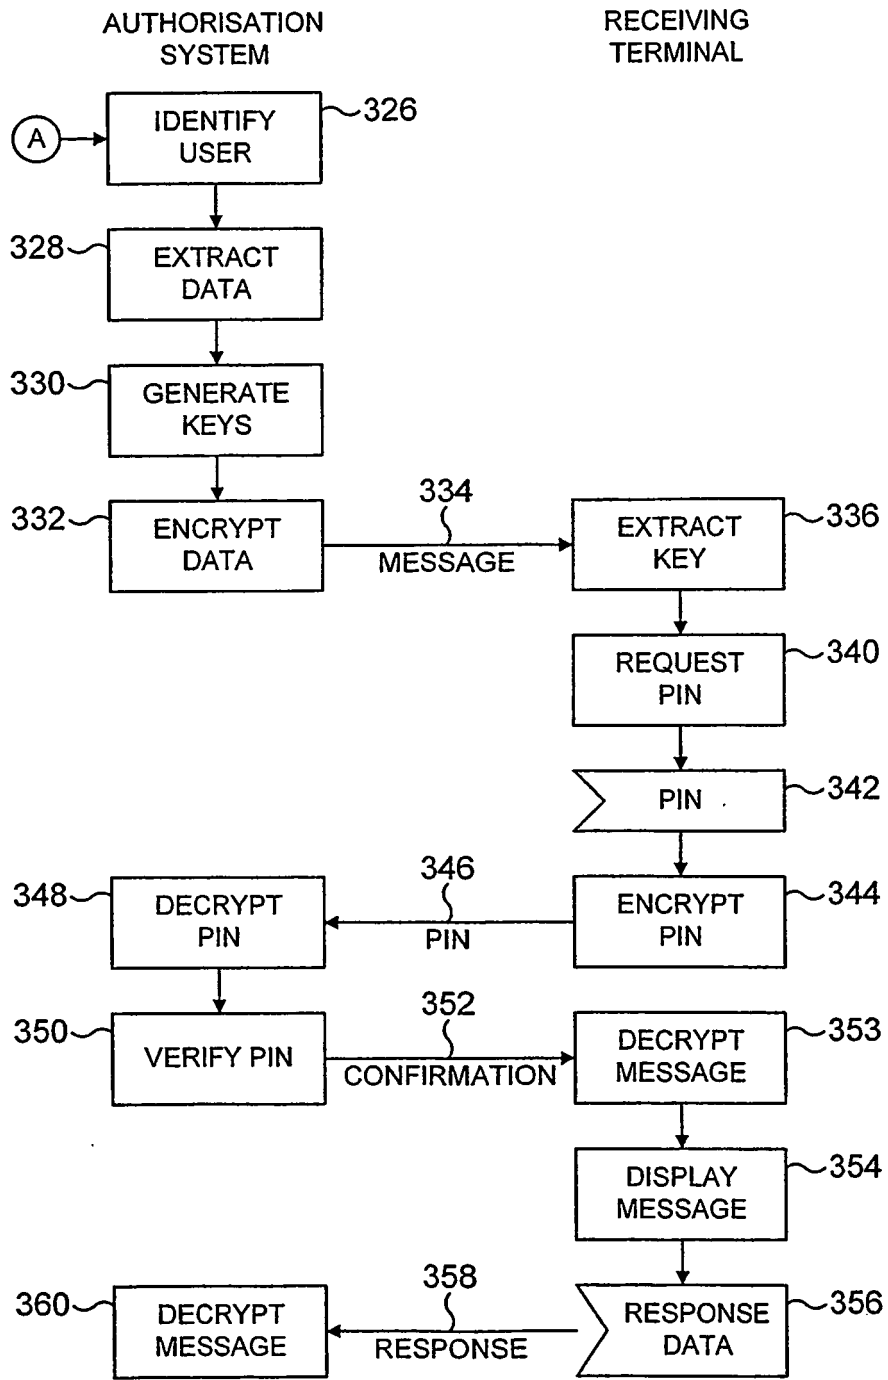 AUTHORISATION
SYSTEM
RECEIVING
TERMINAL
A
IDENTIFY
USER
326
328
EXTRACT
DATA
330
GENERATE
KEYS
332
ENCRYPT
DATA
334
MESSAGE
EXTRACT
KEY
336
REQUEST
PIN
340
PIN
342
348
DECRYPT
PIN
346
PIN
ENCRYPT
PIN
344
350
VERIFY PIN
352
CONFIRMATION
DECRYPT
MESSAGE
353
DISPLAY
MESSAGE
354
360
DECRYPT
MESSAGE
358
RESPONSE
RESPONSE
DATA
356